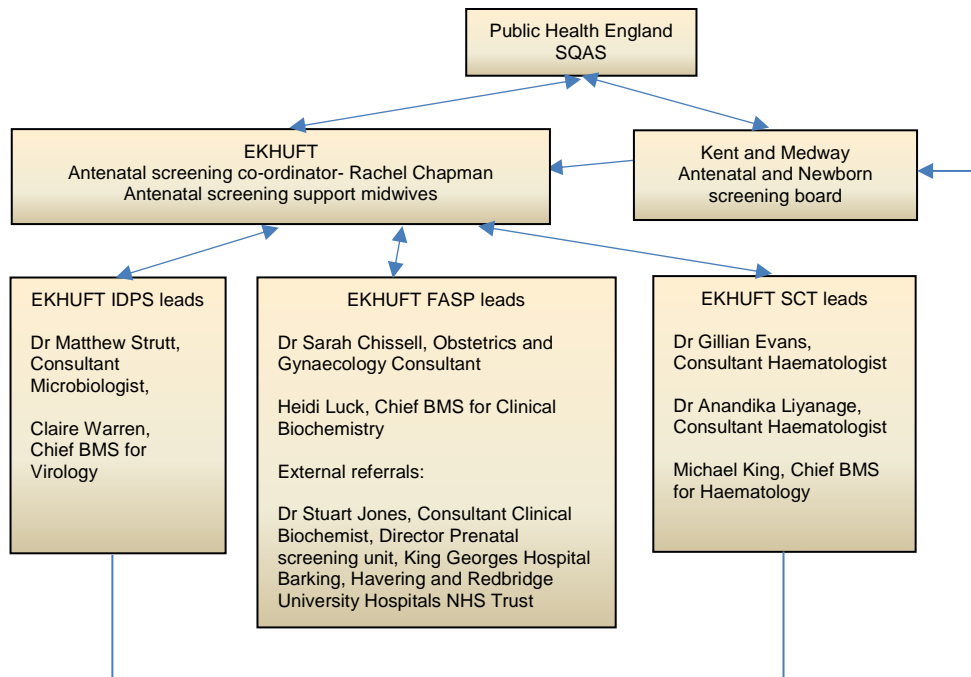 Public Health England
SQAS
EKHUFT
Antenatal screening co-ordinator- Rachel Chapman
Antenatal screening support midwives
Kent and Medway
Antenatal and Newborn
screening board
EKHUFT IDPS leads
Dr Matthew Strutt,
Consultant
Microbiologist,
Claire Warren,
Chief BMS for
Virology
EKHUFT FASP leads
Dr Sarah Chissell, Obstetrics and
Gynaecology Consultant
Heidi Luck, Chief BMS for Clinical
Biochemistry
External referrals:
Dr Stuart Jones, Consultant Clinical
Biochemist, Director Prenatal
screening unit, King Georges Hospital
Barking, Havering and Redbridge
University Hospitals NHS Trust
EKHUFT SCT leads
Dr Gillian Evans,
Consultant Haematologist
Dr Anandika Liyanage,
Consultant Haematologist
Michael King, Chief BMS
for Haematology